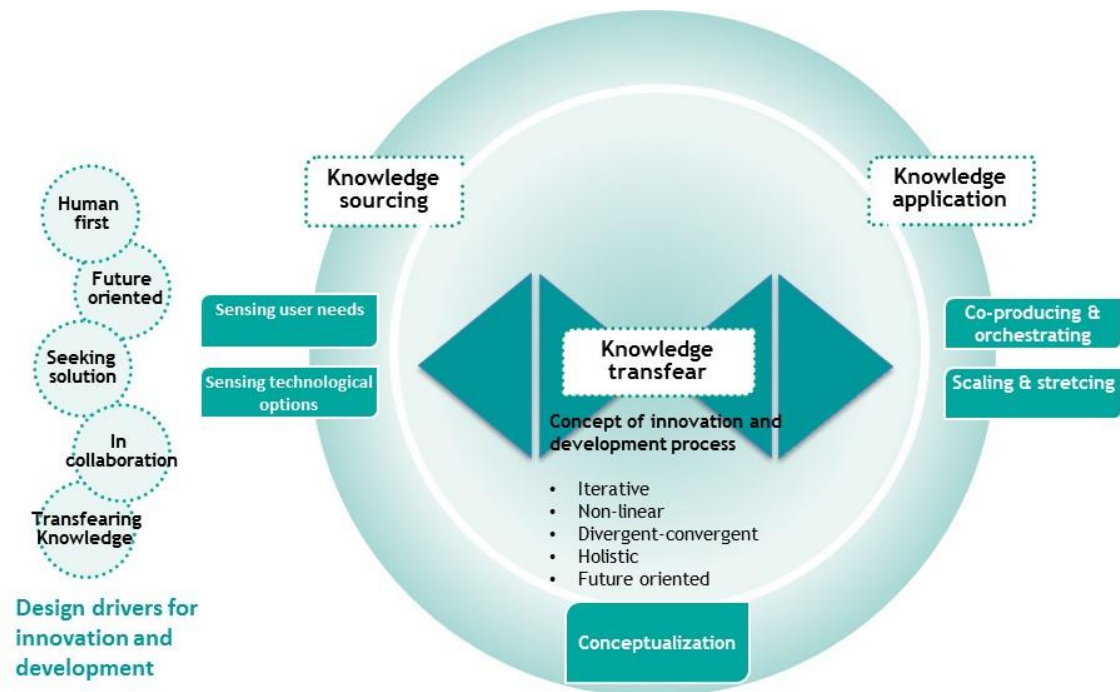 Human
first
Future
oriented
Seeking
solution
In
collaboration
Transfearing
Knowledge
Design drivers for
innovation and
development
Knowledge
sourcing
Sensing user needs
Sensing technological
options
Knowledge
transfear
Concept of innovation and
development process
• Iterative
• Non-linear
• Divergent-convergent
• Holistic
• Future oriented
Conceptualization
Knowledge
application
Co-producing &
orchestrating
Scaling & stretcing